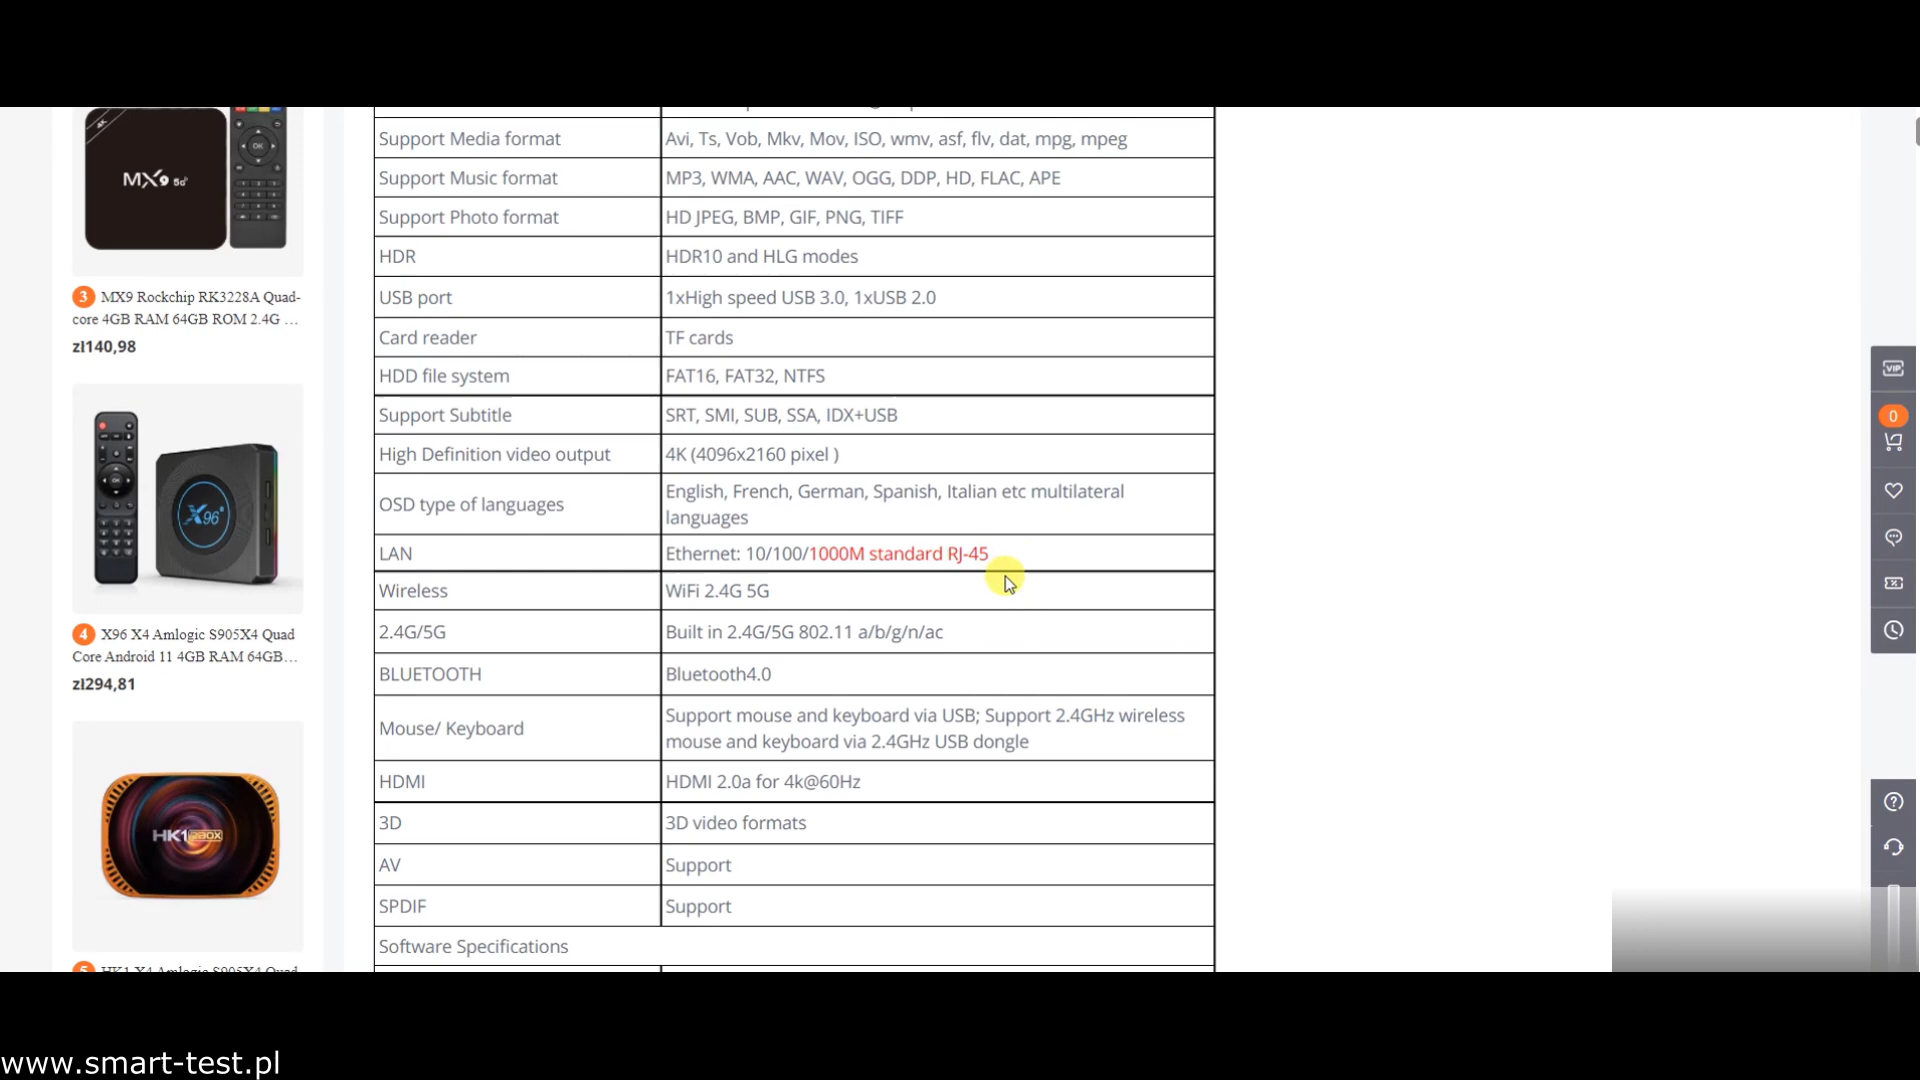 4K
MX9 5G
OK
3 MX9 Rockchip RK3228A Quad-
core 4GB RAM 64GB ROM 2.4G ...
zł140,98
OK
X96
4 X96 X4 Amlogic S905X4 Quad
Core Android 11 4GB RAM 64GB...
zł294,81
HK1 RBOX
5 HK1 X4 Amlogic S905X4 Quad
Support Media format
Avi, Ts, Vob, Mkv, Mov, ISO, wmv, asf, flv, dat, mpg, mpeg
Support Music format
MP3, WMA, AAC, WAV, OGG, DDP, HD, FLAC, APE
Support Photo format
HD JPEG, BMP, GIF, PNG, TIFF
HDR
HDR10 and HLG modes
USB port
1xHigh speed USB 3.0, 1xUSB 2.0
Card reader
TF cards
HDD file system
FAT16, FAT32, NTFS
Support Subtitle
SRT, SMI, SUB, SSA, IDX+USB
High Definition video output
4K (4096x2160 pixel )
OSD type of languages
English, French, German, Spanish, Italian etc multilateral
languages
LAN
Ethernet: 10/100/1000M standard RJ-45
Wireless
WiFi 2.4G 5G
2.4G/5G
Built in 2.4G/5G 802.11 a/b/g/n/ac
BLUETOOTH
Bluetooth4.0
Mouse/ Keyboard
Support mouse and keyboard via USB; Support 2.4GHz wireless
mouse and keyboard via 2.4GHz USB dongle
HDMI
HDMI 2.0a for 4k@60Hz
3D
3D video formats
AV
Support
SPDIF
Support
Software Specifications
VIP
0
www.smart-test.pl